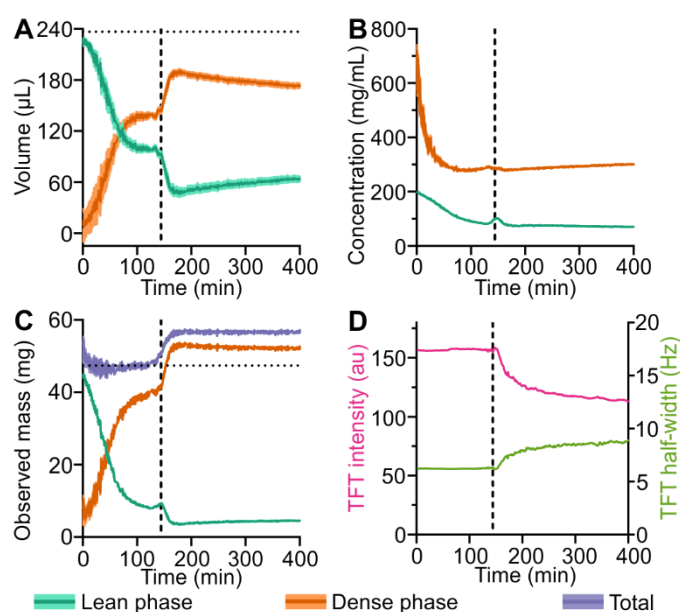 A
Volume (µL)
240
180
120
60
0
0 100 200 300 400
Time (min)
B
Concentration (mg/mL)
800
600
400
200
0
0 100 200 300 400
Time (min)
C
Observed mass (mg)
60
40
20
0
0 100 200 300 400
Time (min)
D
TFT intensity (au)
150
100
50
0
20
15
10
5
0
TFT half-width (Hz)
0 100 200 300 400
Time (min)
Lean phase Dense phase Total